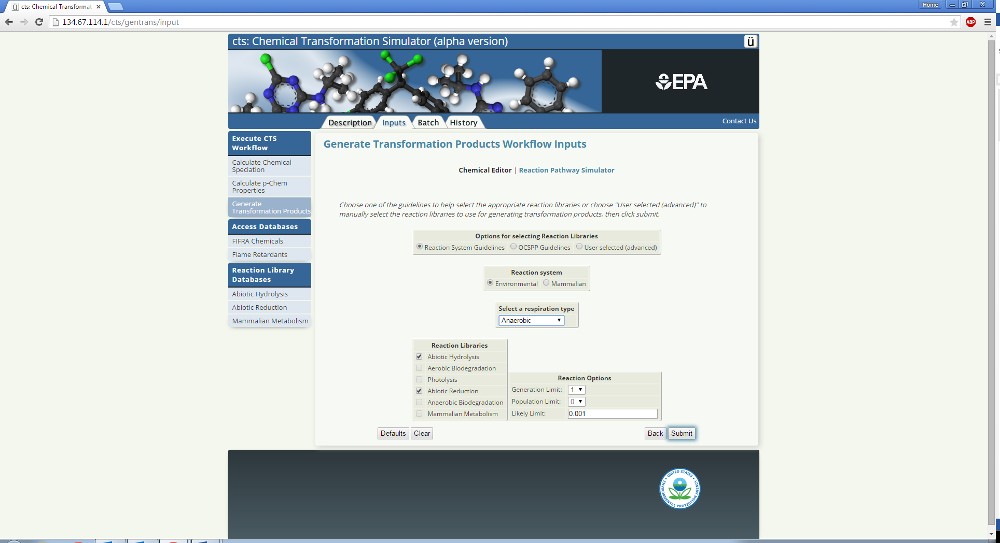 cts: Chemical Transformat
Home
134.67.114.1/cts/gentrans/input
ABP
cts: Chemical Transformation Simulator (alpha version)
ü
EPA
Description Inputs Batch History
Contact Us
Execute CTS
Workflow
Calculate Chemical
Speciation
Calculate p-Chem
Properties
Generate
Transformation Products
Access Databases
FIFRA Chemicals
Flame Retardants
Reaction Library
Databases
Abiotic Hydrolysis
Abiotic Reduction
Mammalian Metabolism
Generate Transformation Products Workflow Inputs
Chemical Editor | Reaction Pathway Simulator
Choose one of the guidelines to help select the appropriate reaction libraries or choose "User selected (advanced)" to
manually select the reaction libraries to use for generating transformation products, then click submit.
Options for selecting Reaction Libraries
Reaction System Guidelines OCSPP Guidelines User selected (advanced)
Reaction system
Environmental Mammalian
Select a respiration type
Anaerobic
Reaction Libraries
Abiotic Hydrolysis
Aerobic Biodegradation
Photolysis
Abiotic Reduction
Anaerobic Biodegradation
Mammalian Metabolism
Reaction Options
Generation Limit: 1
Population Limit: 0
Likely Limit: 0.001
Defaults Clear
Back Submit
UNITED STATES
ENVIRONMENTAL PROTECTION AGENCY